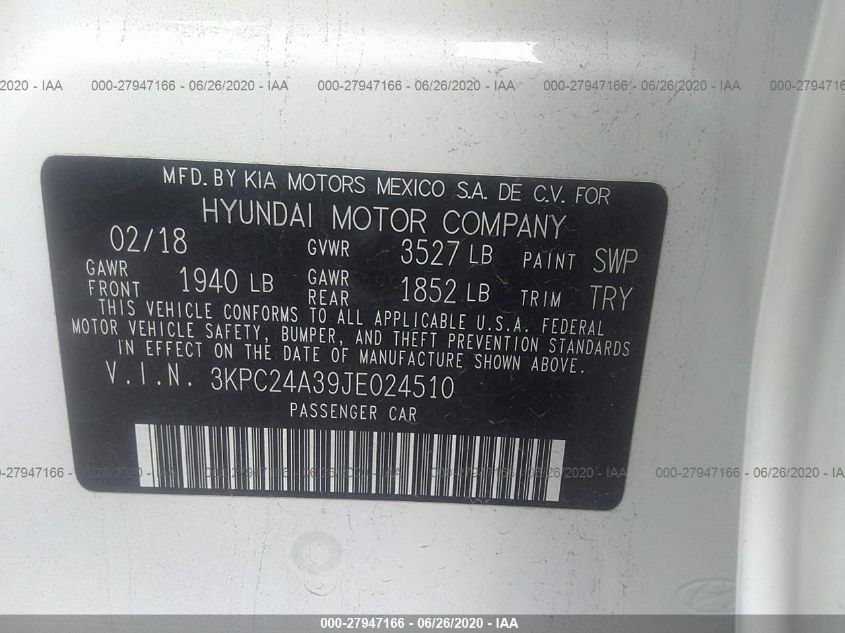 2020 - IAA 000-27947166 - 06/26/2020 - IAA 000-27947166 - 06/26/2020 - IAA 000-27947166 - 06/26/2020 - IAA 000-27947166
MFD. BY KIA MOTORS MEXICO S.A. DE C.V. FOR
HYUNDAI MOTOR COMPANY
02/18 GVWR 3527 LB PAINT SWP
GAWR FRONT 1940 LB GAWR REAR 1852 LB TRIM TRY
THIS VEHICLE CONFORMS TO ALL APPLICABLE U.S.A. FEDERAL
MOTOR VEHICLE SAFETY, BUMPER, AND THEFT PREVENTION STANDARDS
IN EFFECT ON THE DATE OF MANUFACTURE SHOWN ABOVE.
V.I.N. 3KPC24A39JE024510
PASSENGER CAR
000-27947166 - 06/26/2020 - IAA 000-27947166 - 06/26/2020 - IAA 000-27947166 - 06/26/2020 - IAA 000-27947166 - 06/26
000-27947166 - 06/26/2020 - IAA